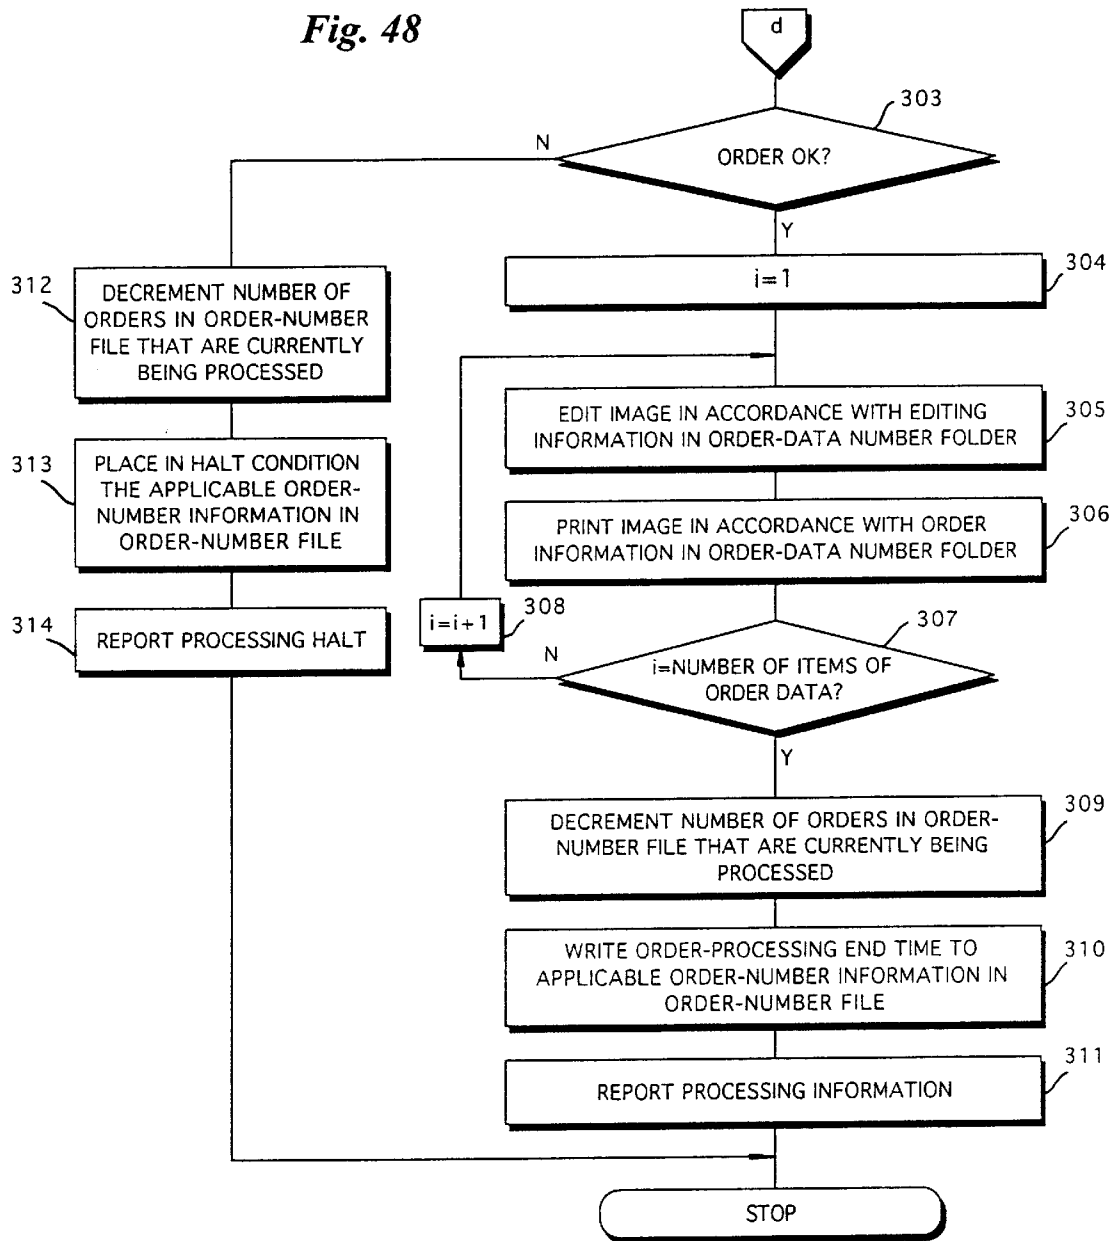 Fig. 48
d
303
N
ORDER OK?
Y
304
i=1
312
DECREMENT NUMBER OF
ORDERS IN ORDER-NUMBER
FILE THAT ARE CURRENTLY
BEING PROCESSED
305
EDIT IMAGE IN ACCORDANCE WITH EDITING
INFORMATION IN ORDER-DATA NUMBER FOLDER
313
PLACE IN HALT CONDITION
THE APPLICABLE ORDER-
NUMBER INFORMATION IN
ORDER-NUMBER FILE
306
PRINT IMAGE IN ACCORDANCE WITH ORDER
INFORMATION IN ORDER-DATA NUMBER FOLDER
314
REPORT PROCESSING HALT
308
i=i+1
307
N
i=NUMBER OF ITEMS OF
ORDER DATA?
Y
309
DECREMENT NUMBER OF ORDERS IN ORDER-
NUMBER FILE THAT ARE CURRENTLY BEING
PROCESSED
310
WRITE ORDER-PROCESSING END TIME TO
APPLICABLE ORDER-NUMBER INFORMATION IN
ORDER-NUMBER FILE
311
REPORT PROCESSING INFORMATION
STOP